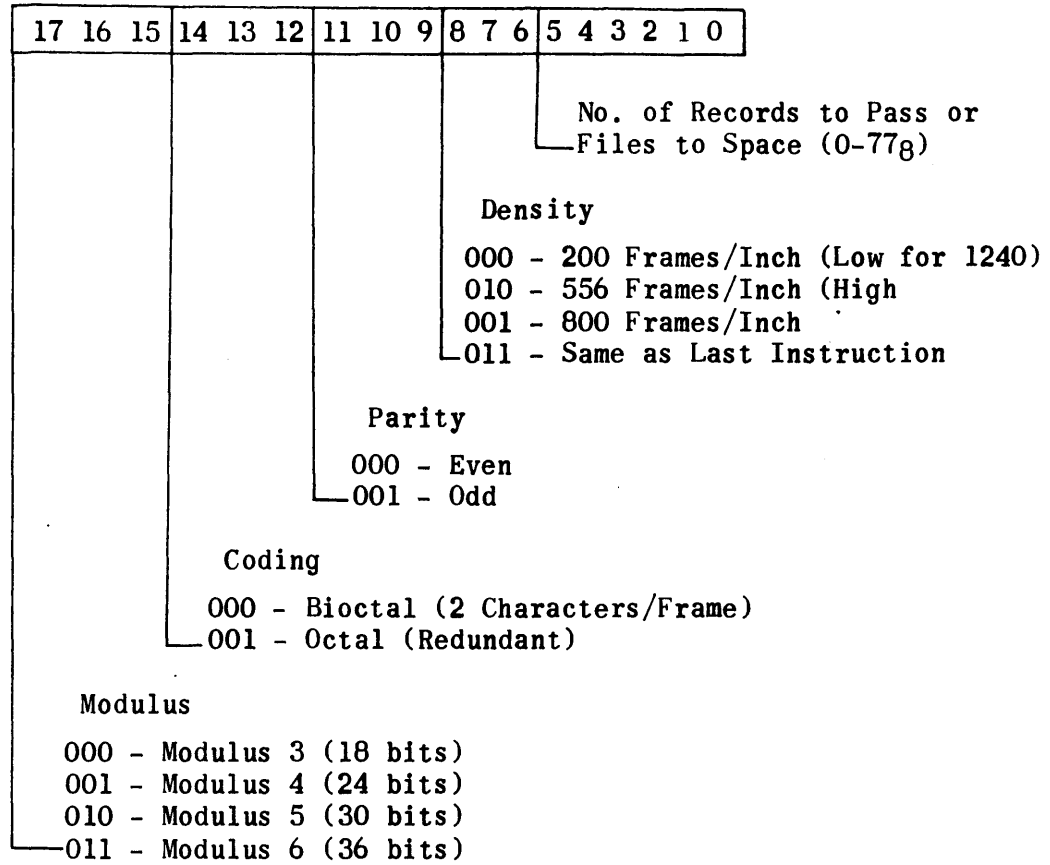 17 16 15 14 13 12 11 10 9 8 7 6 5 4 3 2 1 0
No. of Records to Pass or
Files to Space (0-77₈)
Density
000 - 200 Frames/Inch (Low for 1240)
010 - 556 Frames/Inch (High
001 - 800 Frames/Inch
011 - Same as Last Instruction
Parity
000 - Even
001 - Odd
Coding
000 - Bioctal (2 Characters/Frame)
001 - Octal (Redundant)
Modulus
000 - Modulus 3 (18 bits)
001 - Modulus 4 (24 bits)
010 - Modulus 5 (30 bits)
011 - Modulus 6 (36 bits)